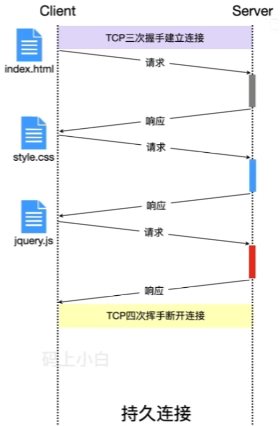 Client
Server
TCP三次握手建立连接
index.html
请求
响应
style.css
请求
响应
jquery.js
请求
响应
TCP四次挥手断开连接
码上小白
持久连接